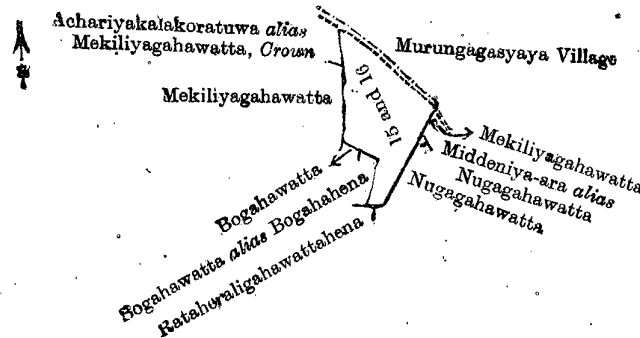 Achariyakalakoratuwa alias
Mekiliyagahawatta, Crown
Murungagasyaya Village
Mekiliyagahawatta
15 and 16
Mekiliyagahawatta
Middeniya-ara alias
Nugagahawatta
Nugagahawatta
Bogahawatta
Bogahawatta alias Bogahahena
Ratahuraligahawattahena